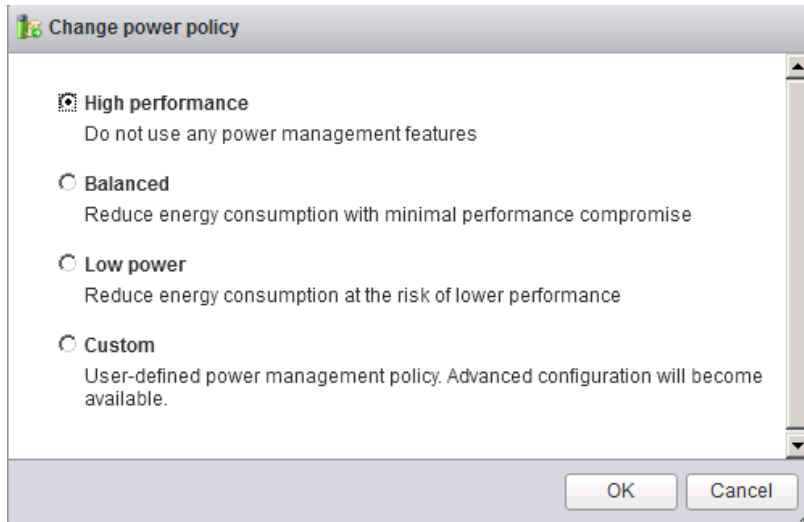 Change power policy
High performance
Do not use any power management features
Balanced
Reduce energy consumption with minimal performance compromise
Low power
Reduce energy consumption at the risk of lower performance
Custom
User-defined power management policy. Advanced configuration will become
available.
OK
Cancel